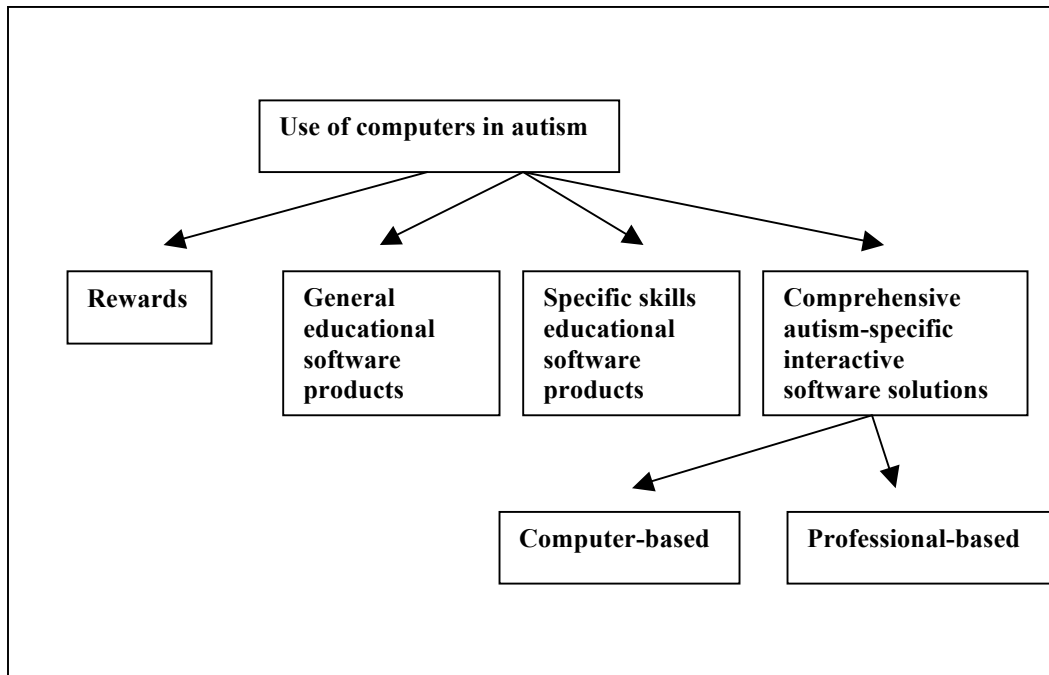 Use of computers in autism
Rewards
General
educational
software
products
Specific skills
educational
software
products
Comprehensive
autism-specific
interactive
software solutions
Computer-based
Professional-based